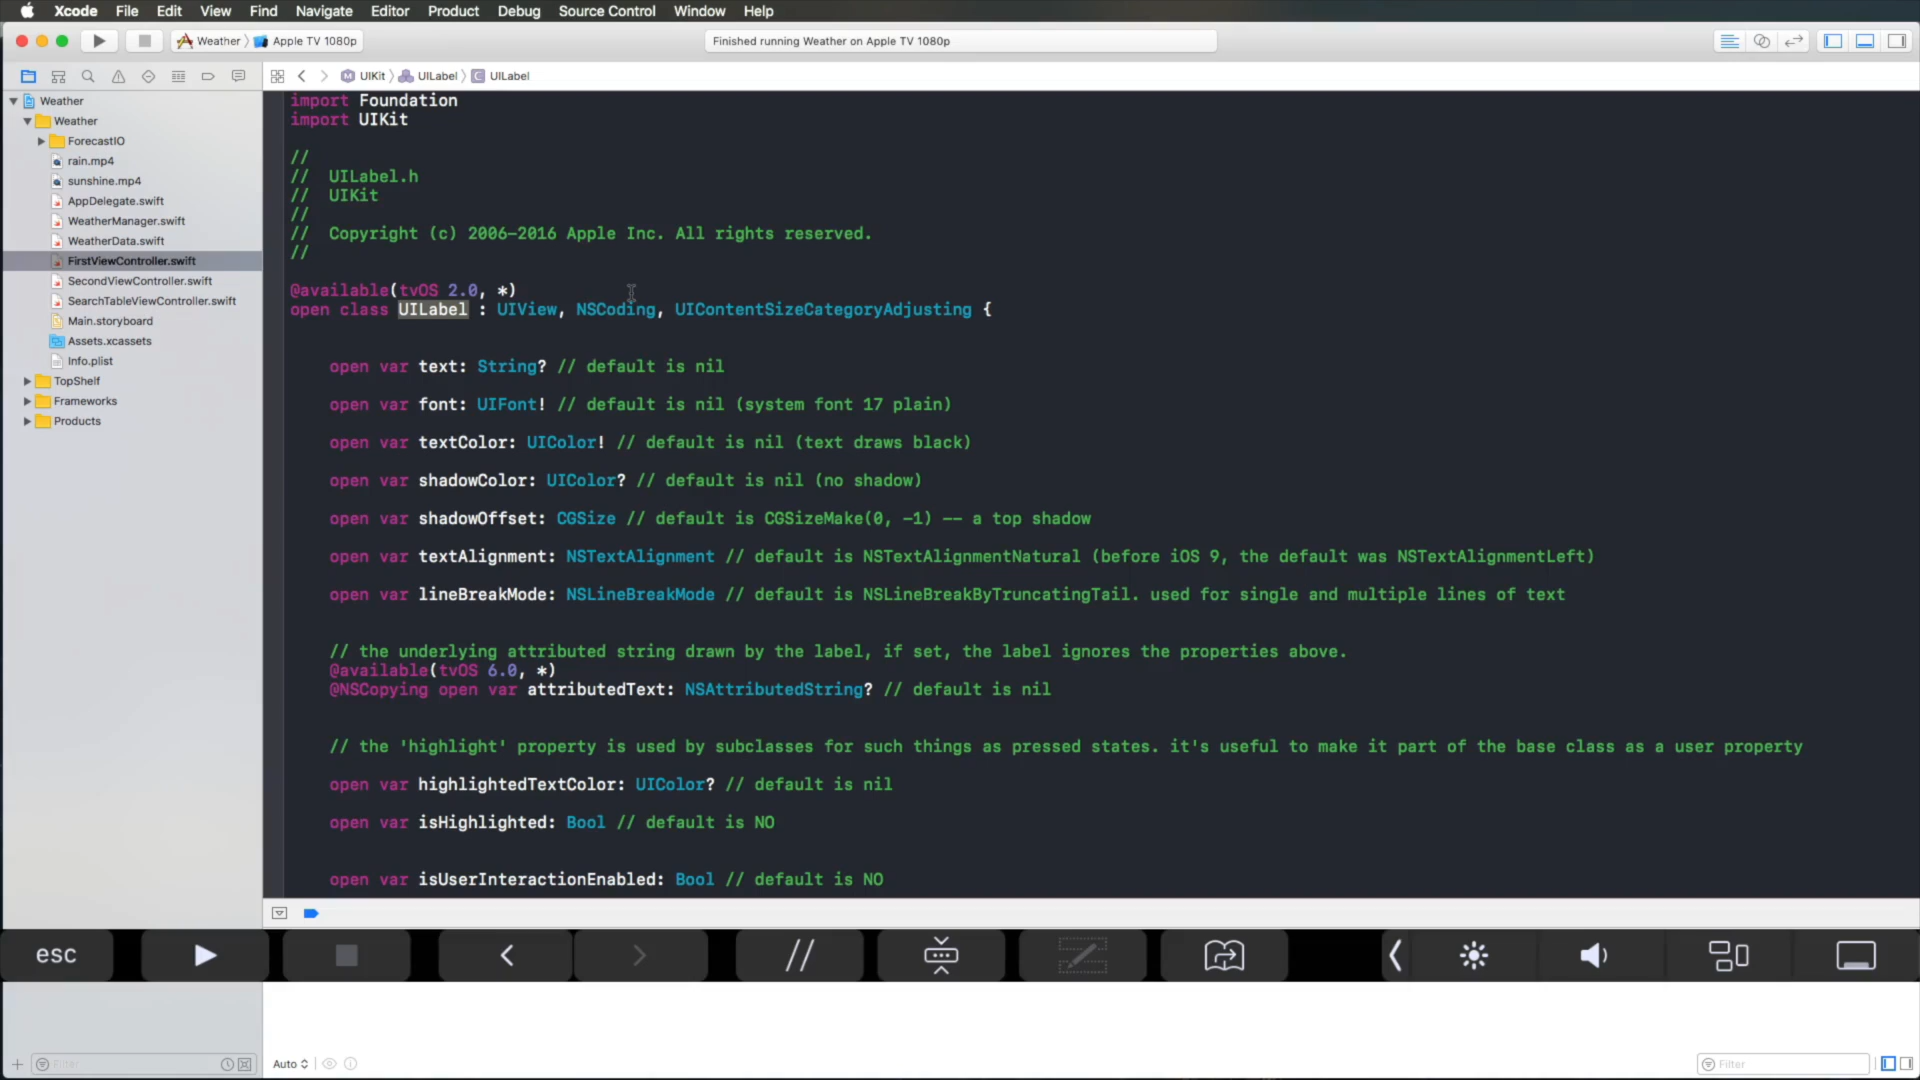 Xcode File Edit View Find Navigate Editor Product Debug Source Control Window Help
Weather Apple TV 1080p
Finished running Weather on Apple TV 1080p
UIKit UILabel UILabel
Weather
Weather
ForecastIO
rain.mp4
sunshine.mp4
AppDelegate.swift
WeatherManager.swift
WeatherData.swift
FirstViewController.swift
SecondViewController.swift
SearchTableViewController.swift
Main.storyboard
Assets.xcassets
Info.plist
TopShelf
Frameworks
Products
import Foundation
import UIKit
//
// UILabel.h
// UIKit
//
// Copyright (c) 2006-2016 Apple Inc. All rights reserved.
//
@available(tvOS 2.0, *)
open class UILabel : UIView, NSCoding, UIContentSizeCategoryAdjusting {
open var text: String? // default is nil
open var font: UIFont! // default is nil (system font 17 plain)
open var textColor: UIColor! // default is nil (text draws black)
open var shadowColor: UIColor? // default is nil (no shadow)
open var shadowOffset: CGSize // default is CGSizeMake(0, -1) -- a top shadow
open var textAlignment: NSTextAlignment // default is NSTextAlignmentNatural (before iOS 9, the default was NSTextAlignmentLeft)
open var lineBreakMode: NSLineBreakMode // default is NSLineBreakByTruncatingTail. used for single and multiple lines of text
// the underlying attributed string drawn by the label, if set, the label ignores the properties above.
@available(tvOS 6.0, *)
@NSCopying open var attributedText: NSAttributedString? // default is nil
// the 'highlight' property is used by subclasses for such things as pressed states. it's useful to make it part of the base class as a user property
open var highlightedTextColor: UIColor? // default is nil
open var isHighlighted: Bool // default is NO
open var isUserInteractionEnabled: Bool // default is NO
esc //
Filter
Auto
Filter